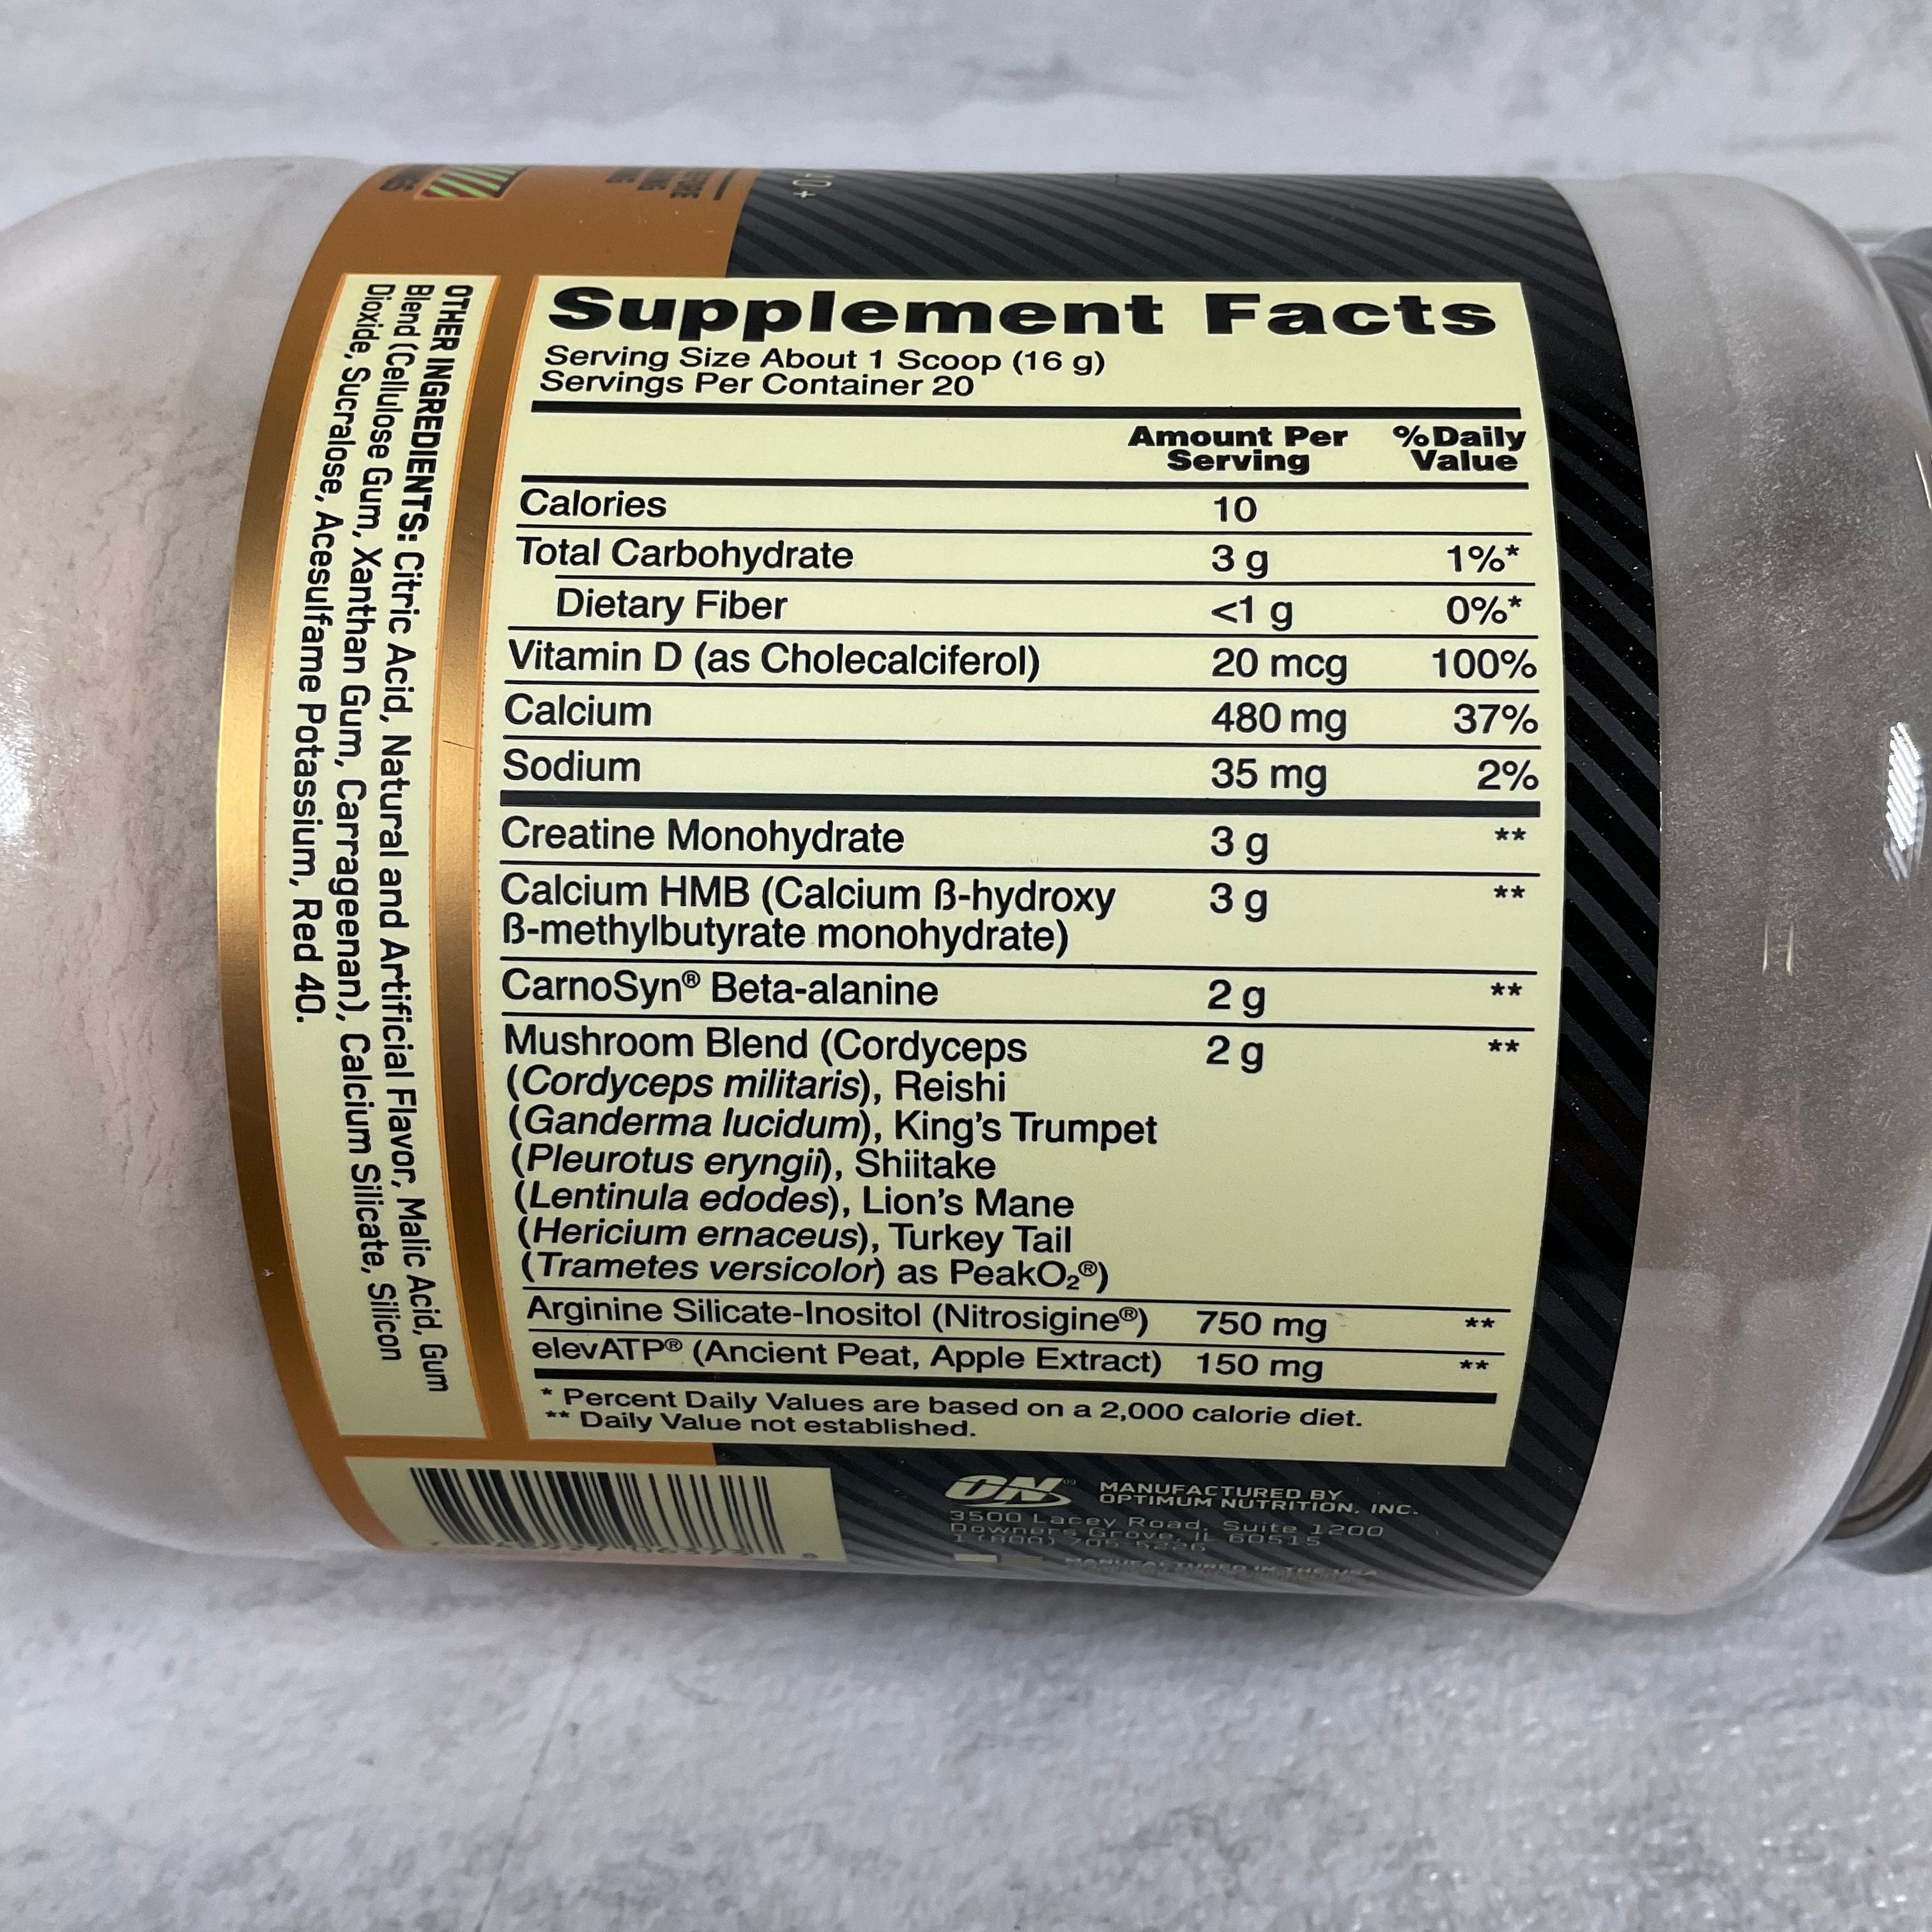 Supplement Facts
Serving Size About 1 Scoop (16 g)
Servings Per Container 20
Amount Per Serving %Daily Value
Calories 10
Total Carbohydrate 3 g 1%*
Dietary Fiber <1 g 0%*
Vitamin D (as Cholecalciferol) 20 mcg 100%
Calcium 480 mg 37%
Sodium 35 mg 2%
Creatine Monohydrate 3 g **
Calcium HMB (Calcium ß-hydroxy 3 g **
ß-methylbutyrate monohydrate)
CarnoSyn® Beta-alanine 2 g **
Mushroom Blend (Cordyceps 2 g **
(Cordyceps militaris), Reishi
(Ganderma lucidum), King's Trumpet
(Pleurotus eryngii), Shiitake
(Lentinula edodes), Lion's Mane
(Hericium ernaceus), Turkey Tail
(Trametes versicolor) as PeakO₂®)
Arginine Silicate-Inositol (Nitrosigine®) 750 mg **
elevATP® (Ancient Peat, Apple Extract) 150 mg **
* Percent Daily Values are based on a 2,000 calorie diet.
** Daily Value not established.
OTHER INGREDIENTS: Citric Acid, Natural and Artificial Flavor, Malic Acid, Gum
Blend (Cellulose Gum, Xanthan Gum, Carrageenan), Calcium Silicate, Silicon
Dioxide, Sucralose, Acesulfame Potassium, Red 40.
ON
MANUFACTURED BY
OPTIMUM NUTRITION, INC.
3500 Lacey Road, Suite 1200
Downers Grove, IL 60515
MANUFACTURED IN THE USA